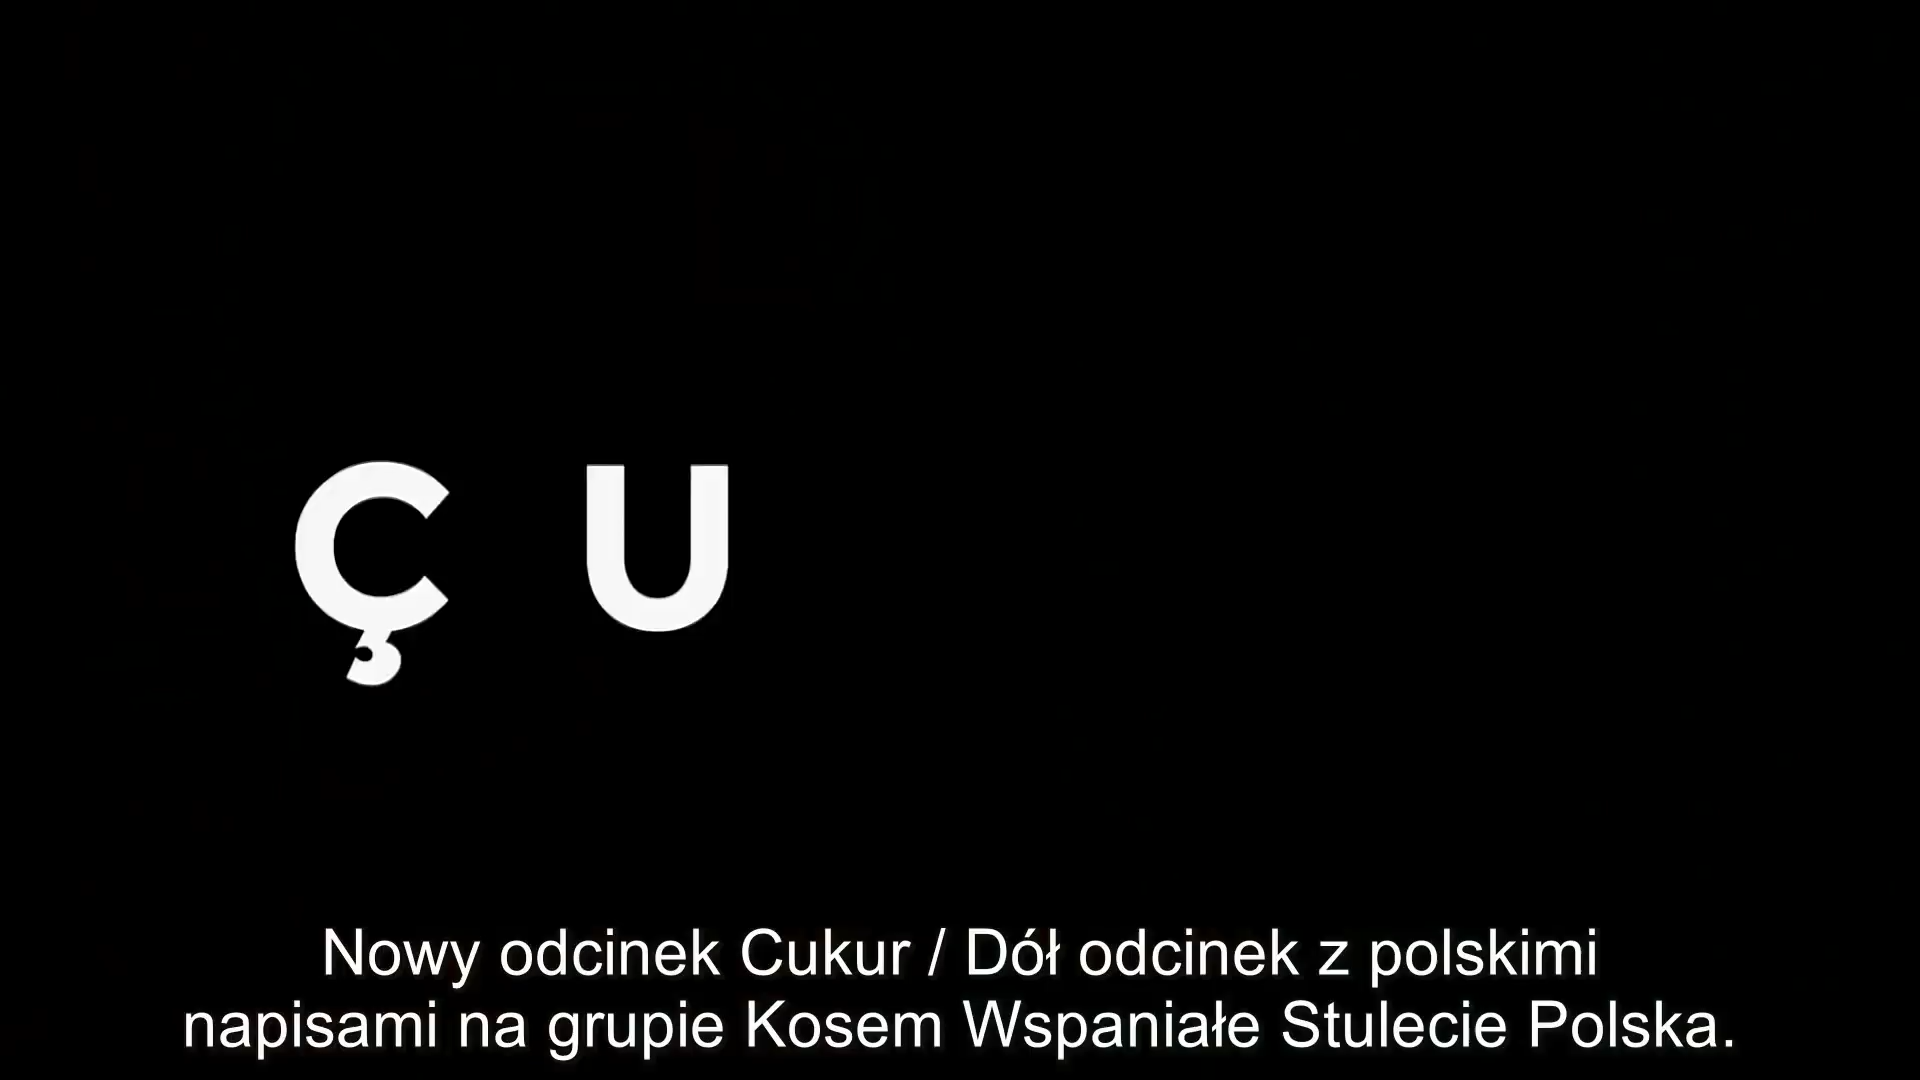 Ç U
Nowy odcinek Cukur / Dół odcinek z polskimi
napisami na grupie Kosem Wspaniałe Stulecie Polska.